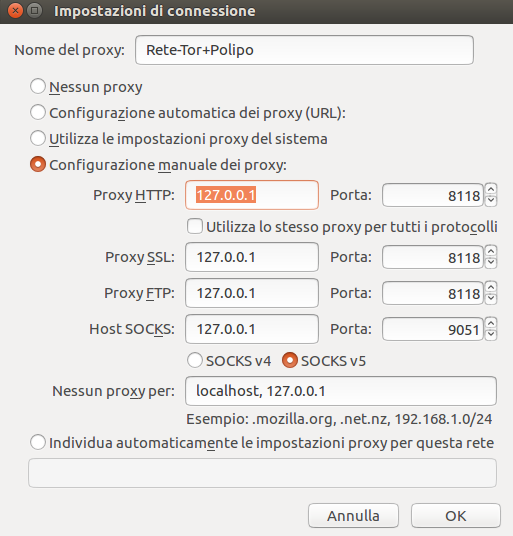 Impostazioni di connessione
Nome del proxy: Rete-Tor+Polipo
Nessun proxy
Configurazione automatica dei proxy (URL):
Utilizza le impostazioni proxy del sistema
Configurazione manuale dei proxy:
Proxy HTTP: 127.0.0.1 Porta: 8118
Utilizza lo stesso proxy per tutti i protocolli
Proxy SSL: 127.0.0.1 Porta: 8118
Proxy FTP: 127.0.0.1 Porta: 8118
Host SOCKS: 127.0.0.1 Porta: 9051
SOCKS v4 SOCKS v5
Nessun proxy per: localhost, 127.0.0.1
Esempio: .mozilla.org, .net.nz, 192.168.1.0/24
Individua automaticamente le impostazioni proxy per questa rete
Annulla OK